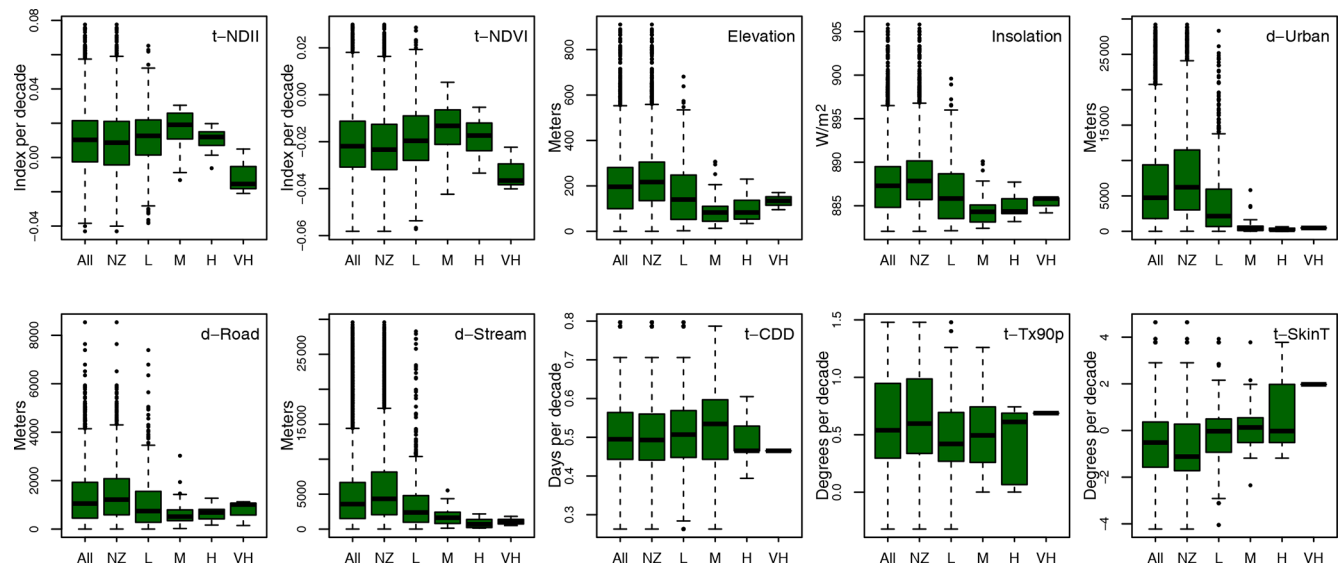 t−NDII
Index per decade
0.08
0.04
0.00
−0.04
All NZ L M H VH
t−NDVI
Index per decade
0.02
0.00
−0.02
−0.04
−0.06
All NZ L M H VH
Elevation
Meters
800
600
400
200
0
All NZ L M H VH
Insolation
W/m2
905
900
895
890
885
All NZ L M H VH
d−Urban
Meters
25000
15000
5000
0
All NZ L M H VH
d−Road
Meters
8000
6000
4000
2000
0
All NZ L M H VH
d−Stream
Meters
25000
15000
5000
0
All NZ L M H VH
t−CDD
Days per decade
0.8
0.7
0.6
0.5
0.4
0.3
All NZ L M H VH
t−Tx90p
Degrees per decade
1.5
1.0
0.5
0.0
All NZ L M H VH
t−SkinT
Degrees per decade
4
2
0
−2
−4
All NZ L M H VH